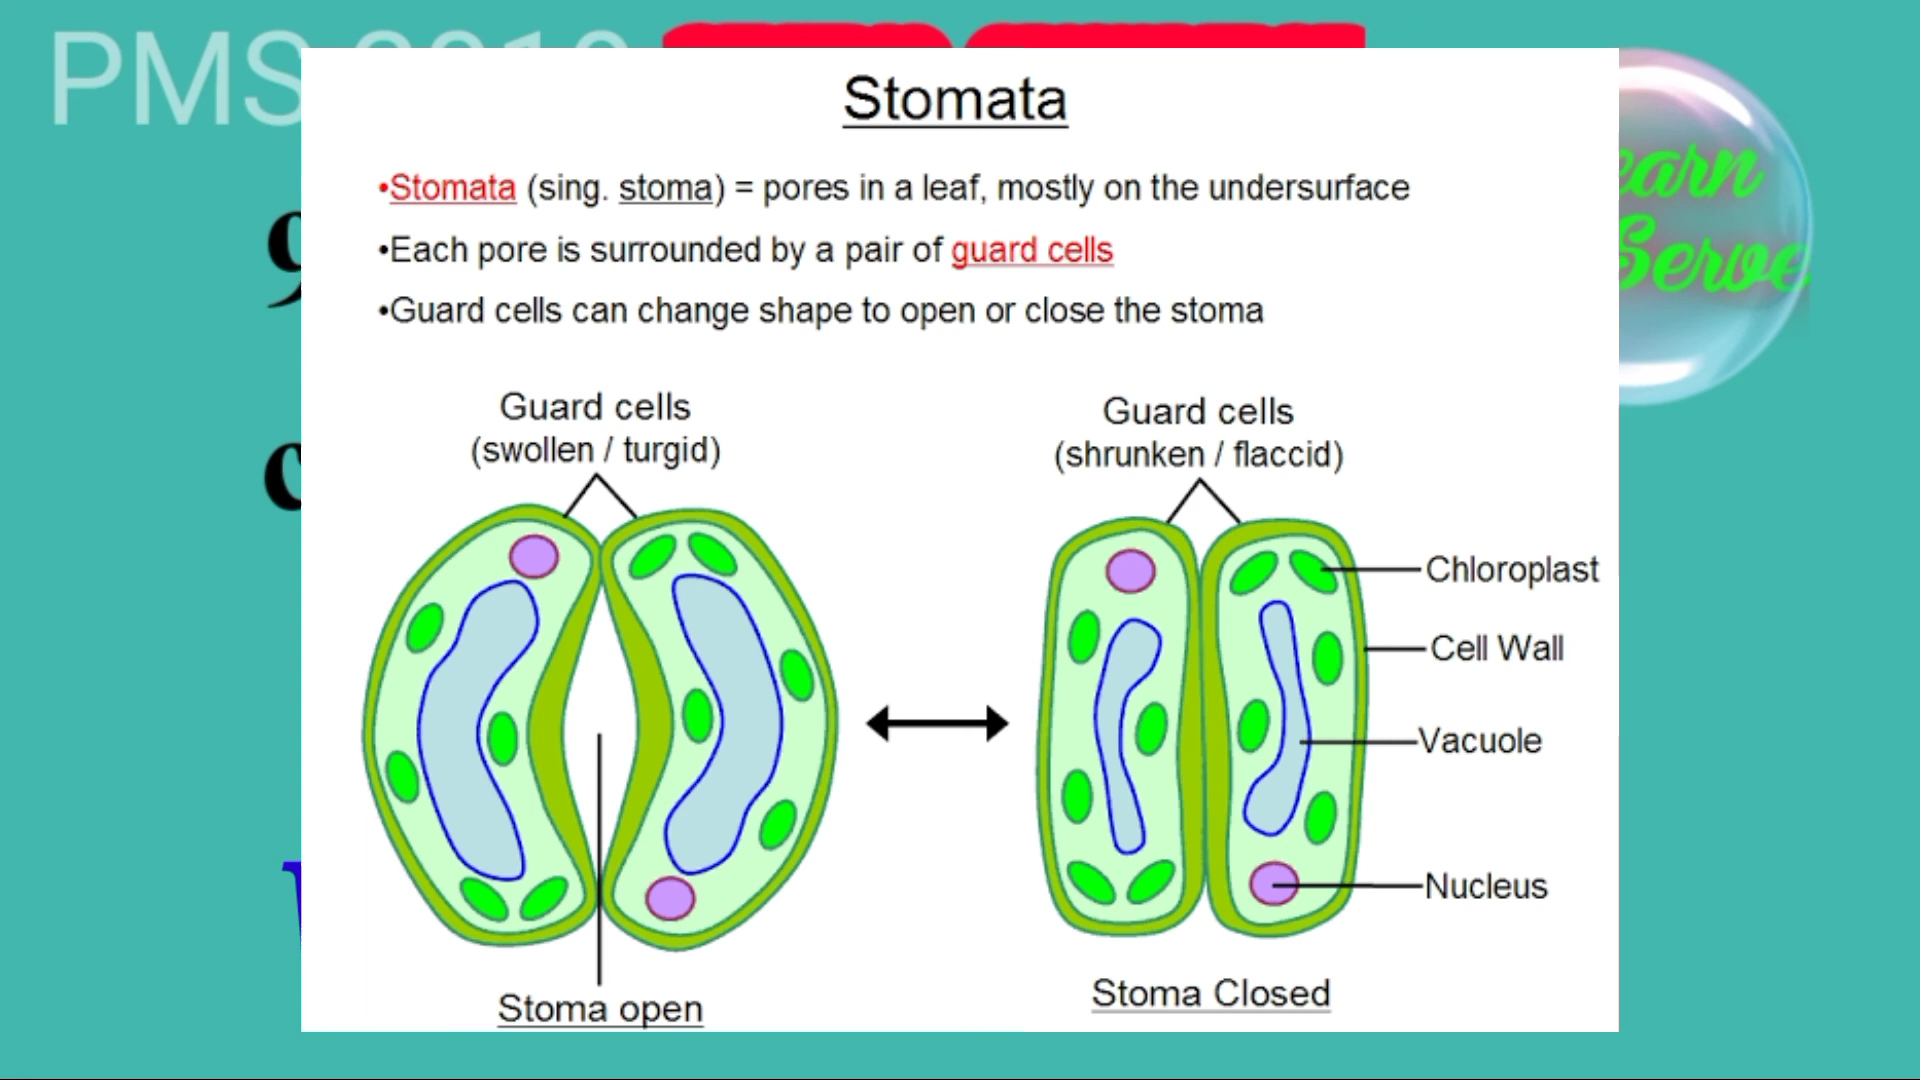 PMS
Stomata
•Stomata (sing. stoma) = pores in a leaf, mostly on the undersurface
•Each pore is surrounded by a pair of guard cells
•Guard cells can change shape to open or close the stoma
Guard cells
(swollen / turgid)
Guard cells
(shrunken / flaccid)
Chloroplast
Cell Wall
Vacuole
Nucleus
Stoma open
Stoma Closed
Serve